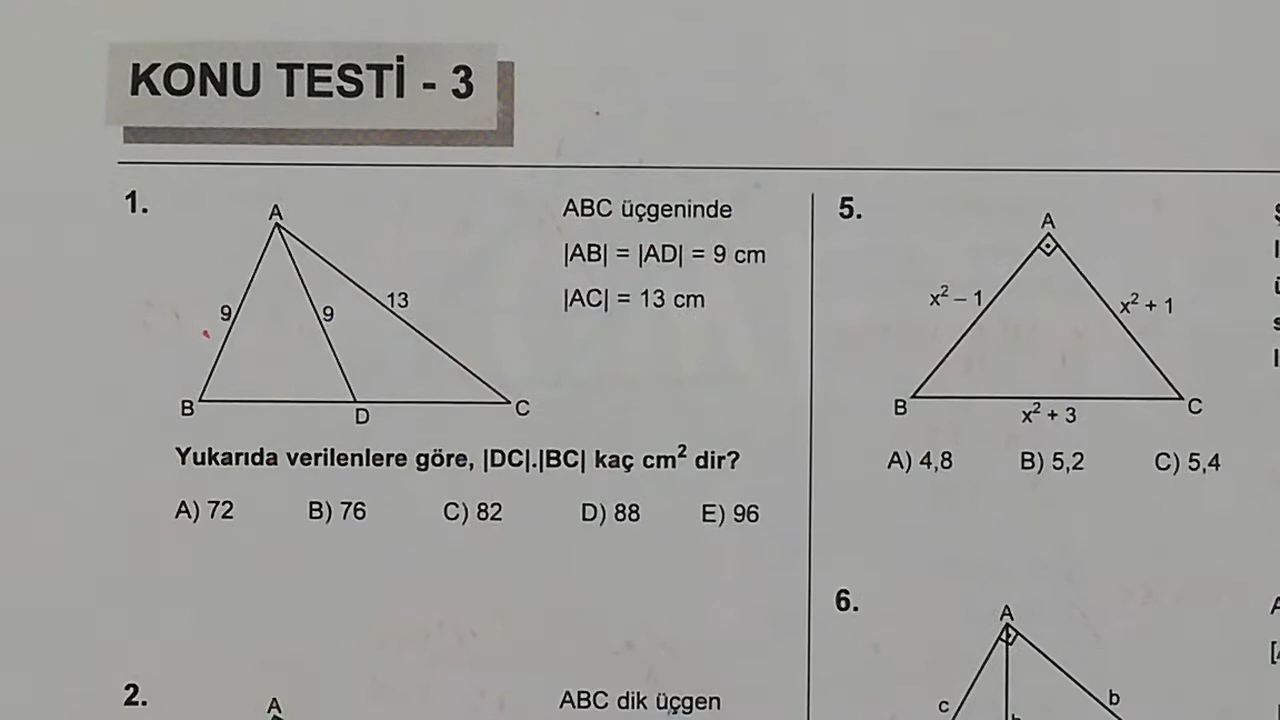 KONU TESTİ - 3
1.
A
9
9
13
B
D
C
ABC üçgeninde
|AB| = |AD| = 9 cm
|AC| = 13 cm
Yukarıda verilenlere göre, |DC|.|BC| kaç cm² dir?
A) 72 B) 76 C) 82 D) 88 E) 96
2.
A
ABC dik üçgen
5.
A
x² – 1
x² + 1
B
x² + 3
C
A) 4,8 B) 5,2 C) 5,4
6.
A
c
h
b